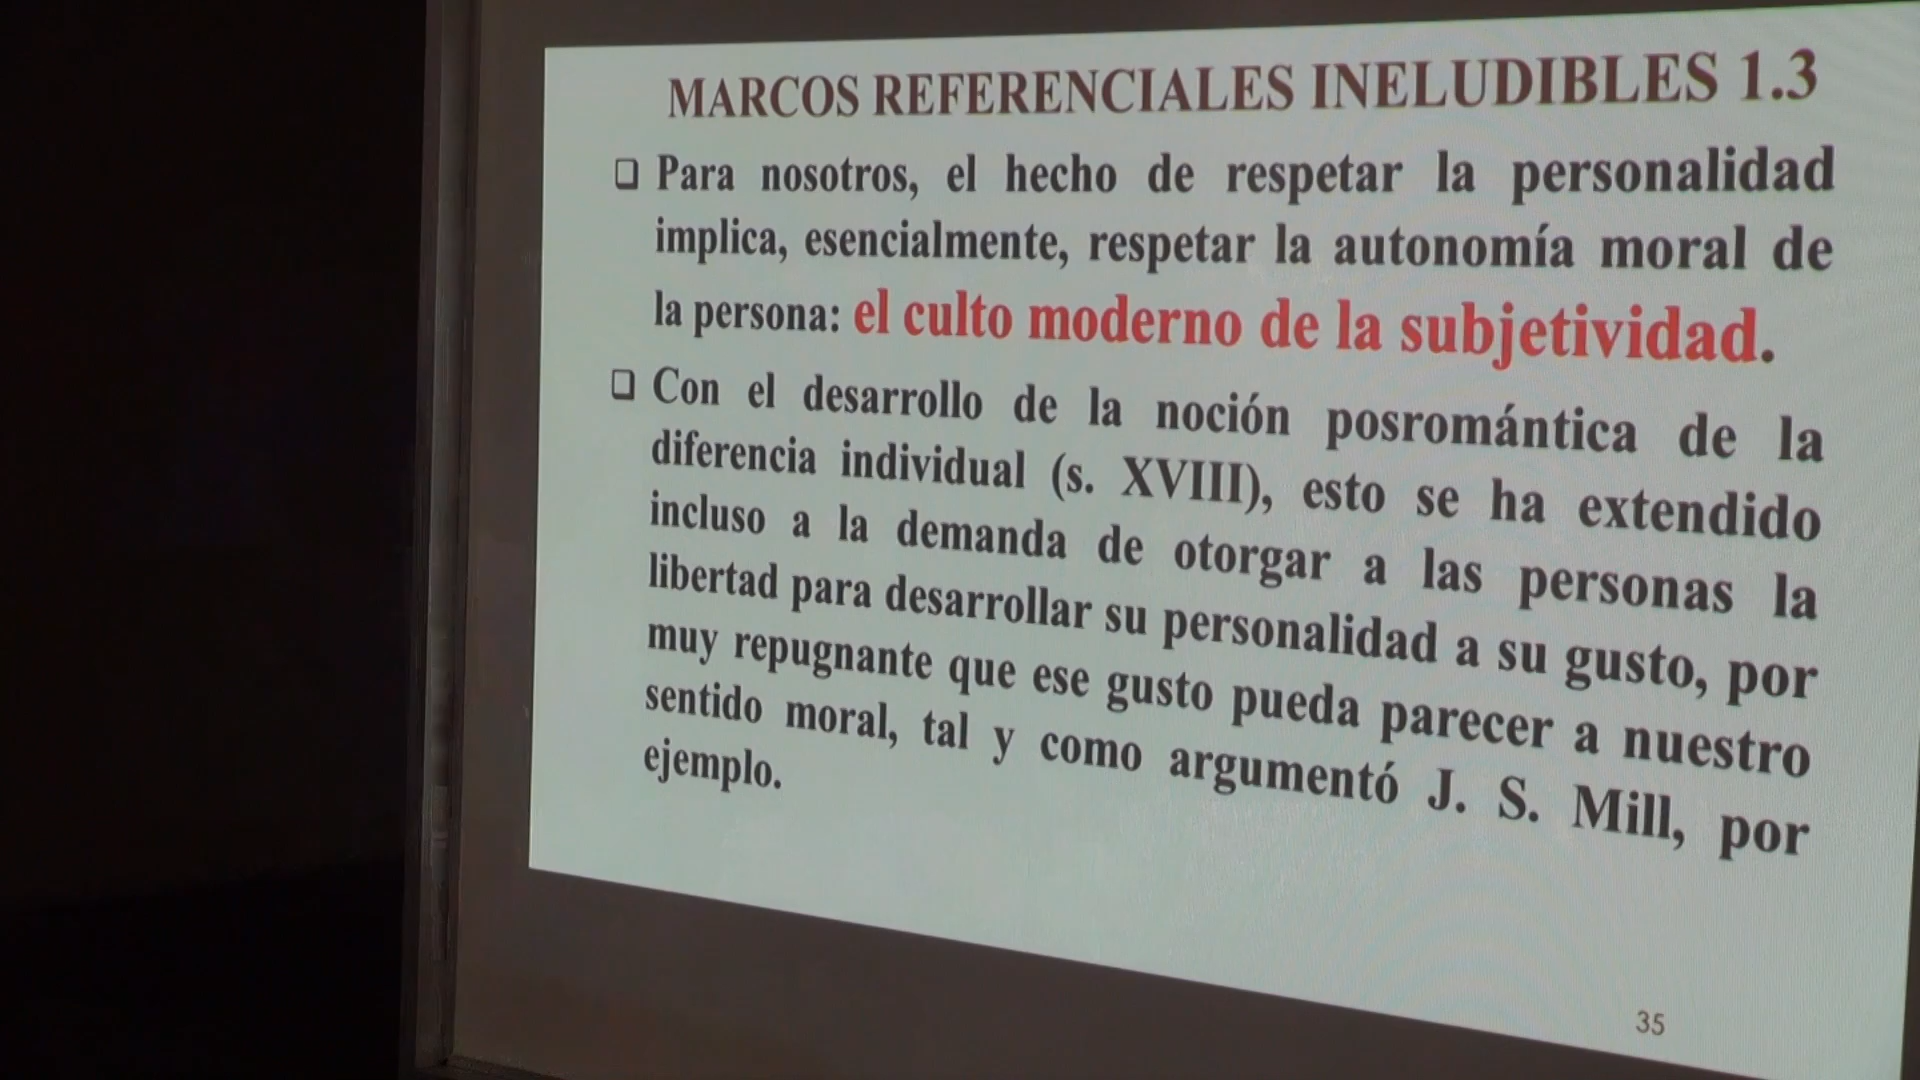 MARCOS REFERENCIALES INELUDIBLES 1.3
❑ Para nosotros, el hecho de respetar la personalidad
implica, esencialmente, respetar la autonomía moral de
la persona: el culto moderno de la subjetividad.
❑ Con el desarrollo de la noción posromántica de la
diferencia individual (s. XVIII), esto se ha extendido
incluso a la demanda de otorgar a las personas la
libertad para desarrollar su personalidad a su gusto, por
muy repugnante que ese gusto pueda parecer a nuestro
sentido moral, tal y como argumentó J. S. Mill, por
ejemplo.
35